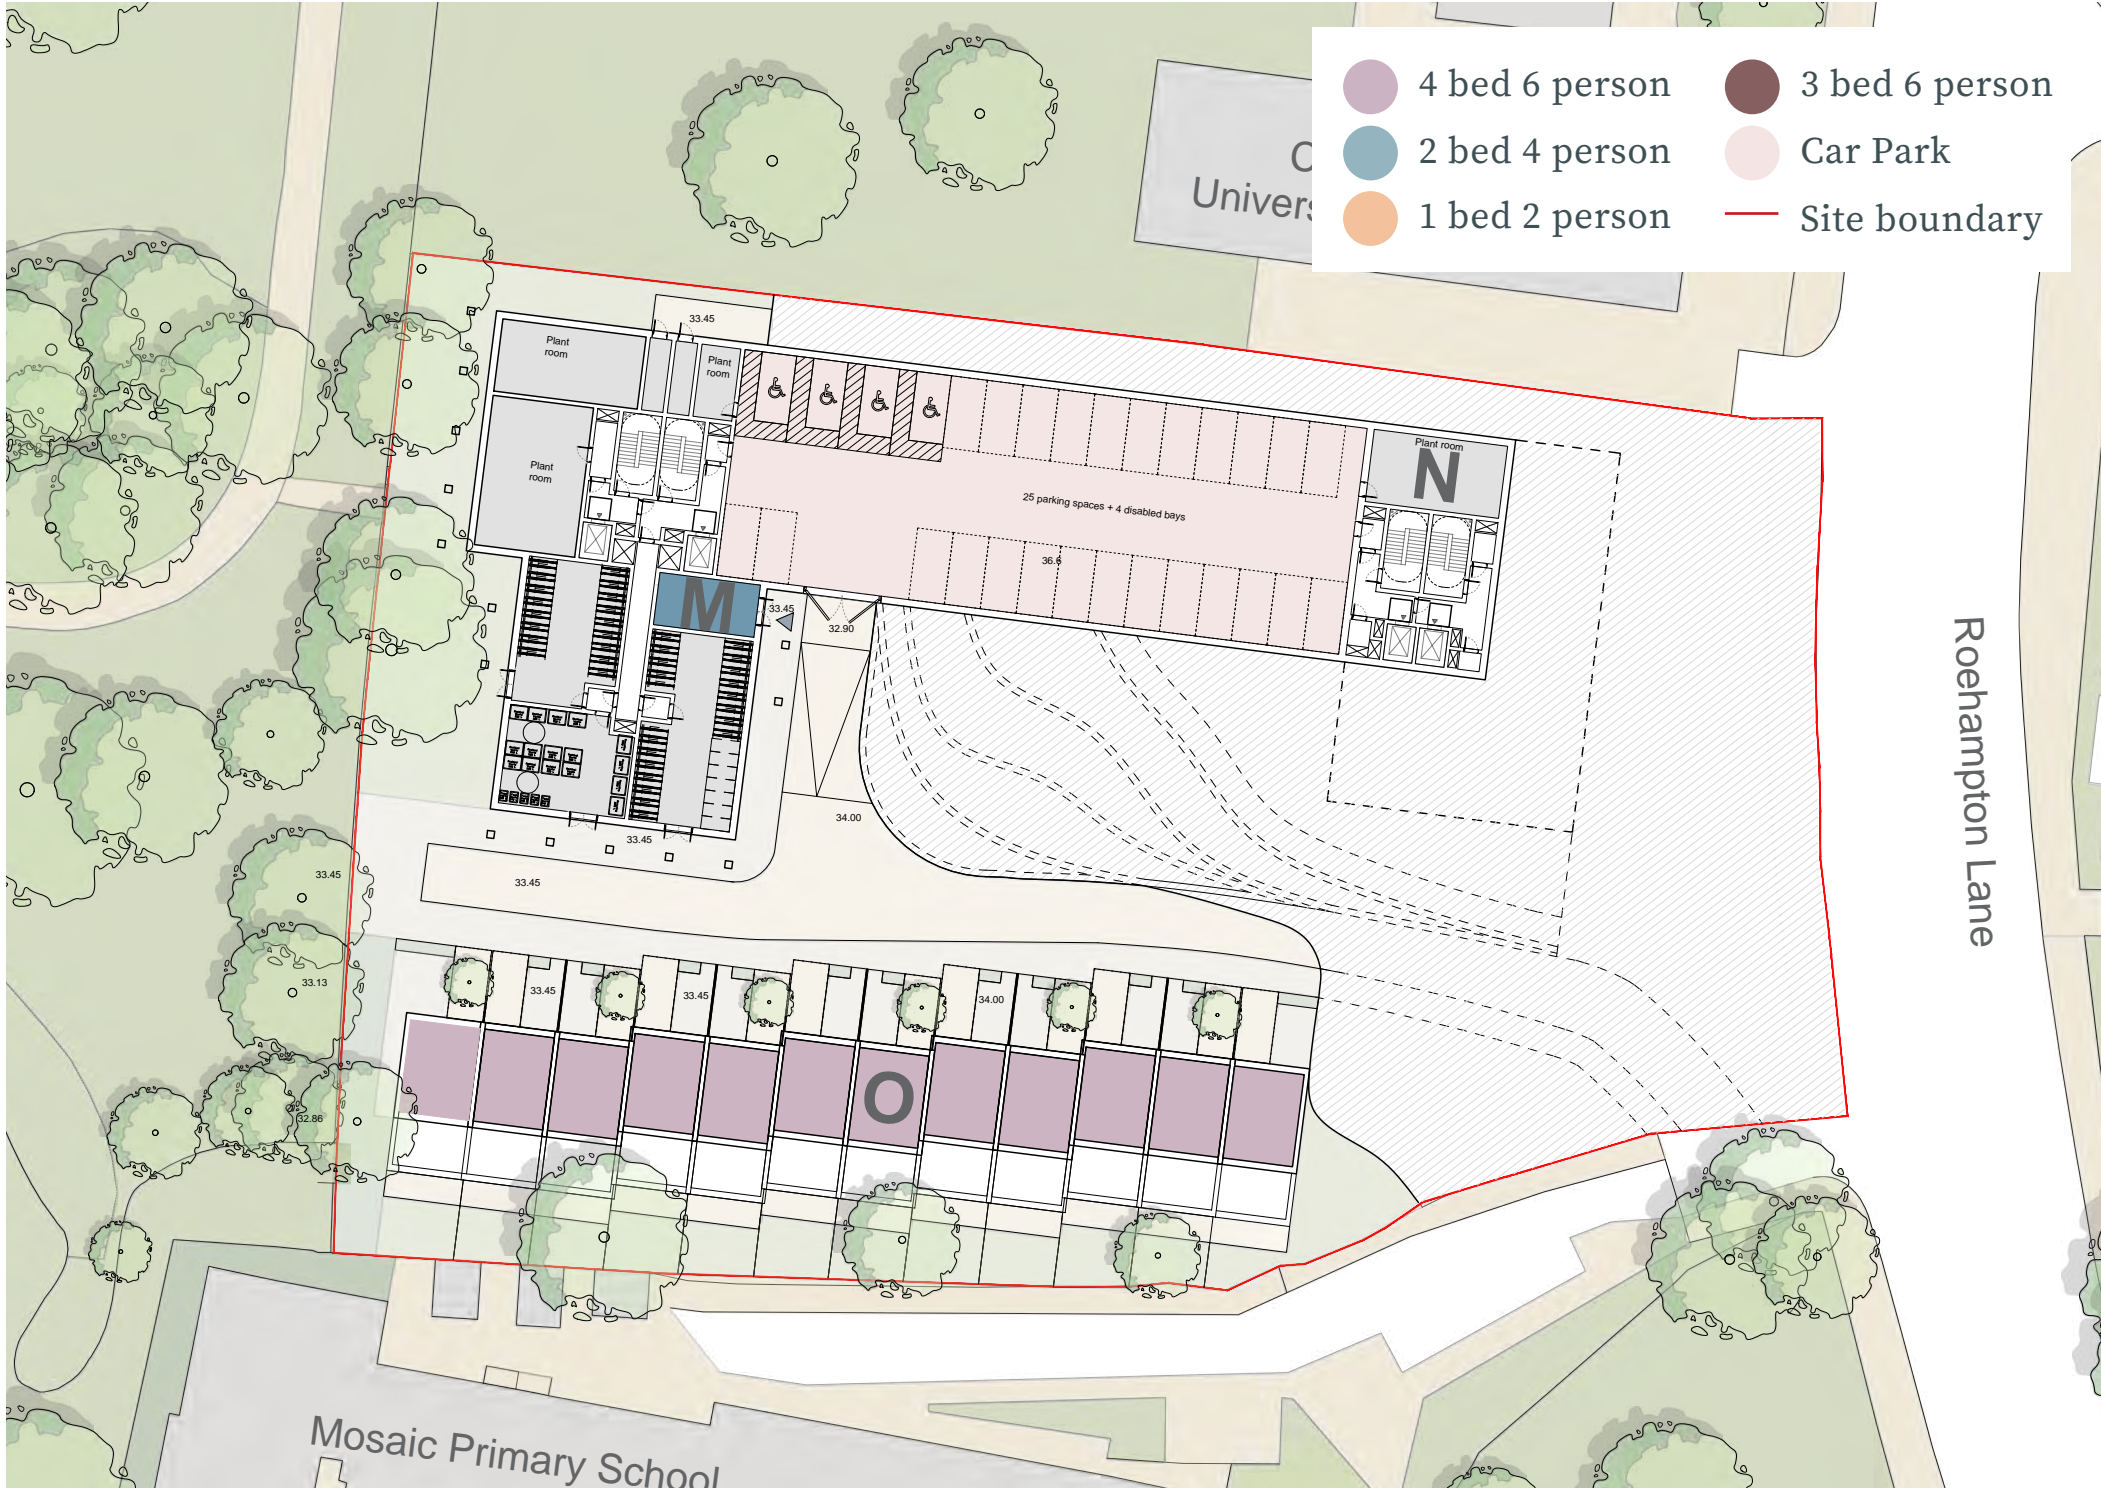 4 bed 6 person
3 bed 6 person
2 bed 4 person
Car Park
1 bed 2 person
Site boundary
Univers
33.45
Plant
room
Plant
room
Plant room
N
Plant
room
25 parking spaces + 4 disabled bays
36.6
M
33.45
32.90
34.00
33.45
33.45
33.45
33.13
33.45
33.45
34.00
32.86
O
Roehampton Lane
Mosaic Primary School